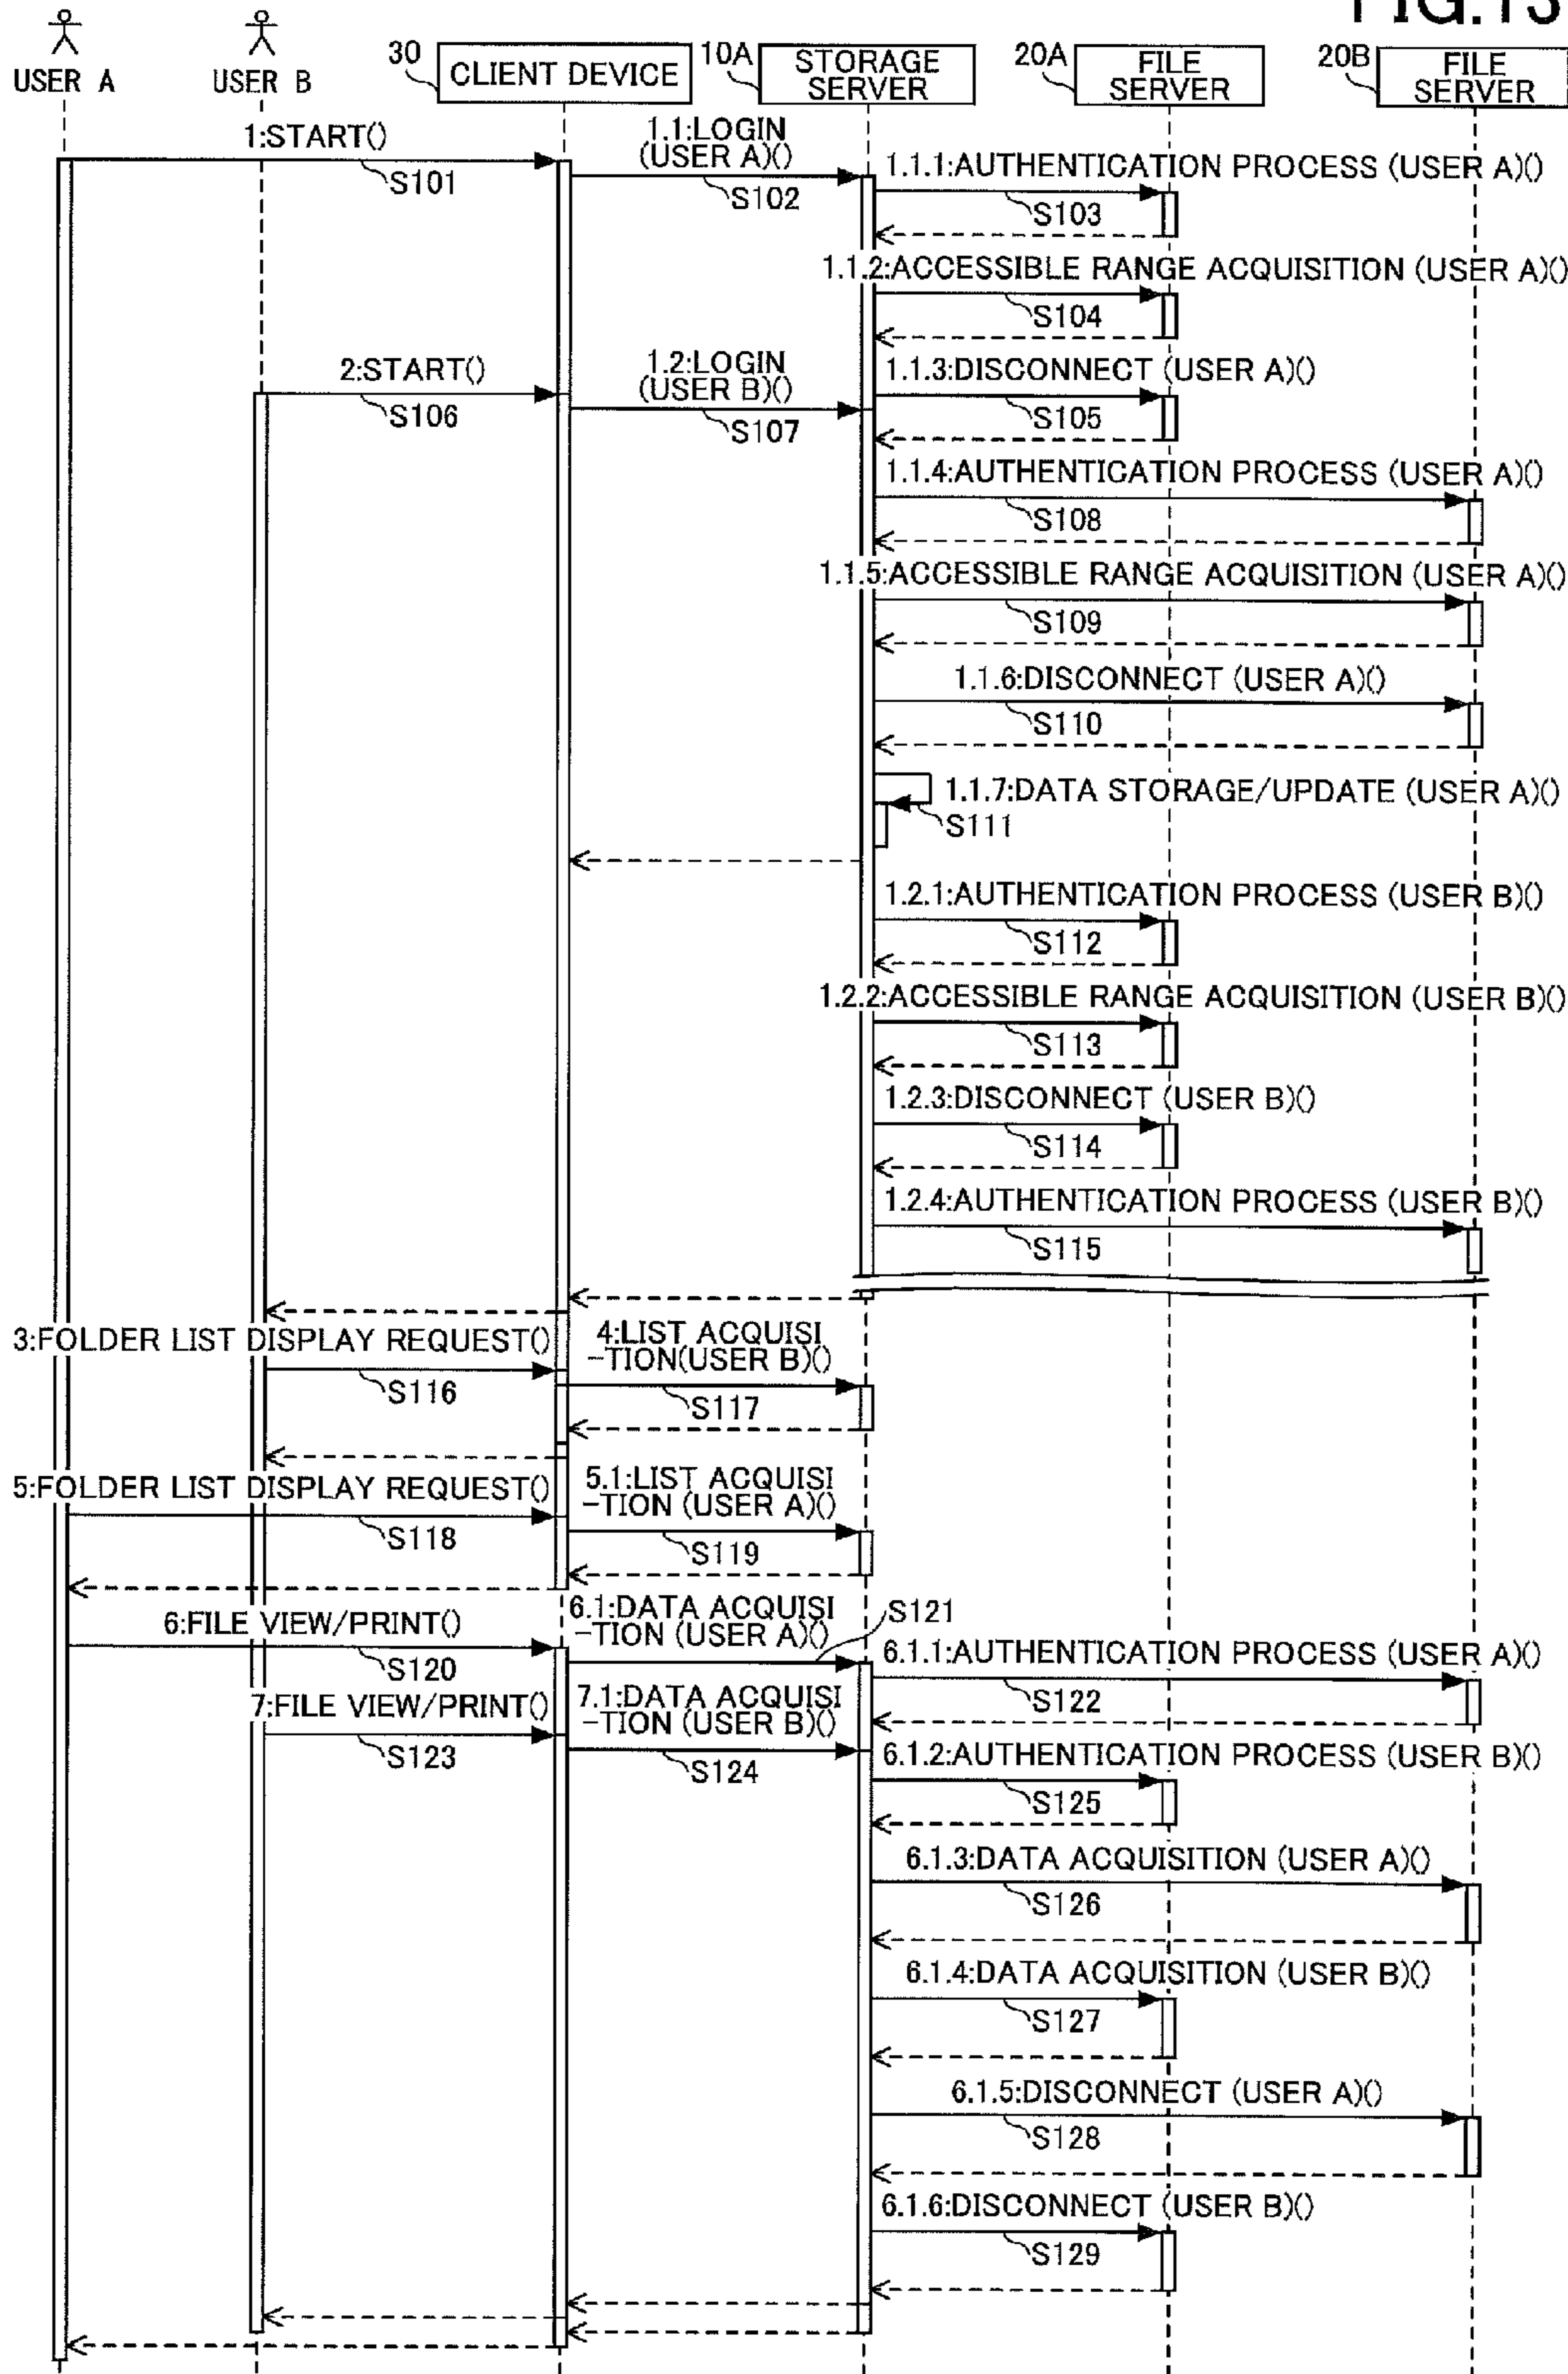 FIG.13
USER A
USER B
30
CLIENT DEVICE
10A
STORAGE
SERVER
20A
FILE
SERVER
20B
FILE
SERVER
1:START()
S101
1.1:LOGIN
(USER A)()
S102
1.1.1:AUTHENTICATION PROCESS (USER A)()
S103
1.1.2:ACCESSIBLE RANGE ACQUISITION (USER A)()
S104
2:START()
S106
1.2:LOGIN
(USER B)()
S107
1.1.3:DISCONNECT (USER A)()
S105
1.1.4:AUTHENTICATION PROCESS (USER A)()
S108
1.1.5:ACCESSIBLE RANGE ACQUISITION (USER A)()
S109
1.1.6:DISCONNECT (USER A)()
S110
1.1.7:DATA STORAGE/UPDATE (USER A)()
S111
1.2.1:AUTHENTICATION PROCESS (USER B)()
S112
1.2.2:ACCESSIBLE RANGE ACQUISITION (USER B)()
S113
1.2.3:DISCONNECT (USER B)()
S114
1.2.4:AUTHENTICATION PROCESS (USER B)()
S115
3:FOLDER LIST DISPLAY REQUEST()
S116
4:LIST ACQUISI
-TION(USER B)()
S117
5:FOLDER LIST DISPLAY REQUEST()
S118
5.1:LIST ACQUISI
-TION (USER A)()
S119
6:FILE VIEW/PRINT()
S120
6.1:DATA ACQUISI
-TION (USER A)()
S121
6.1.1:AUTHENTICATION PROCESS (USER A)()
S122
7:FILE VIEW/PRINT()
S123
7.1:DATA ACQUISI
-TION (USER B)()
S124
6.1.2:AUTHENTICATION PROCESS (USER B)()
S125
6.1.3:DATA ACQUISITION (USER A)()
S126
6.1.4:DATA ACQUISITION (USER B)()
S127
6.1.5:DISCONNECT (USER A)()
S128
6.1.6:DISCONNECT (USER B)()
S129